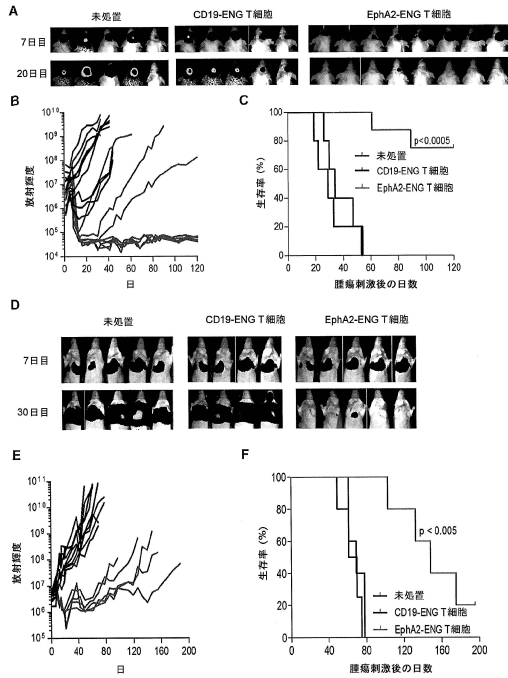 A
未処置
CD19-ENG T細胞
EphA2-ENG T細胞
7日目
20日目
B
放射輝度
10^10
10^9
10^8
10^7
10^6
10^5
10^4
0 20 40 60 80 100 120
日
C
生存率 (%)
100
80
60
40
20
0
p<0.0005
未処置
CD19-ENG T細胞
EphA2-ENG T細胞
0 20 40 60 80 100 120
腫瘍刺激後の日数
D
未処置
CD19-ENG T細胞
EphA2-ENG T細胞
7日目
30日目
E
放射輝度
10^11
10^10
10^9
10^8
10^7
10^6
10^5
0 40 80 120 160 200
日
F
生存率 (%)
100
80
60
40
20
0
p < 0.005
未処置
CD19-ENG T細胞
EphA2-ENG T細胞
0 40 80 120 160 200
腫瘍刺激後の日数